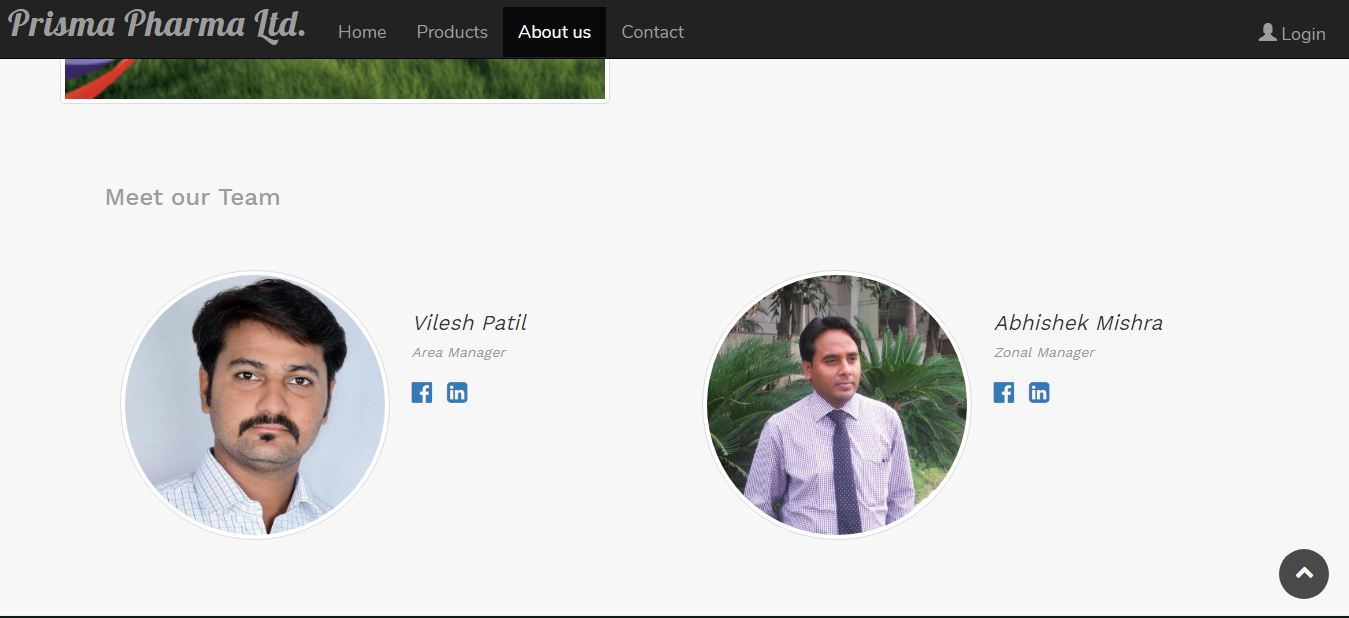 Prisma Pharma Ltd. Home Products About us Contact Login
Meet our Team
Vilesh Patil
Area Manager
Abhishek Mishra
Zonal Manager